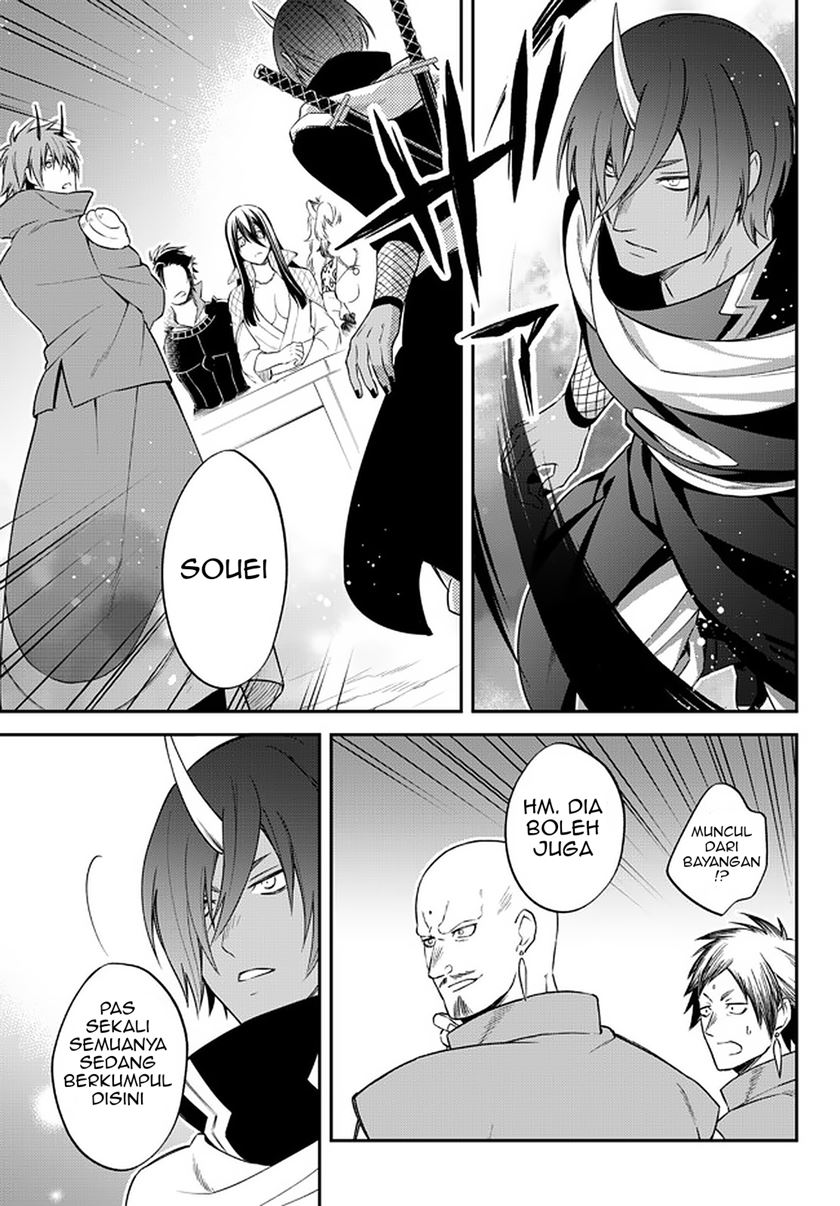 SOUEI
MUNCUL
DARI
BAYANGAN
!?
HM. DIA
BOLEH
JUGA
PAS
SEKALI
SEMUANYA
SEDANG
BERKUMPUL
DISINI